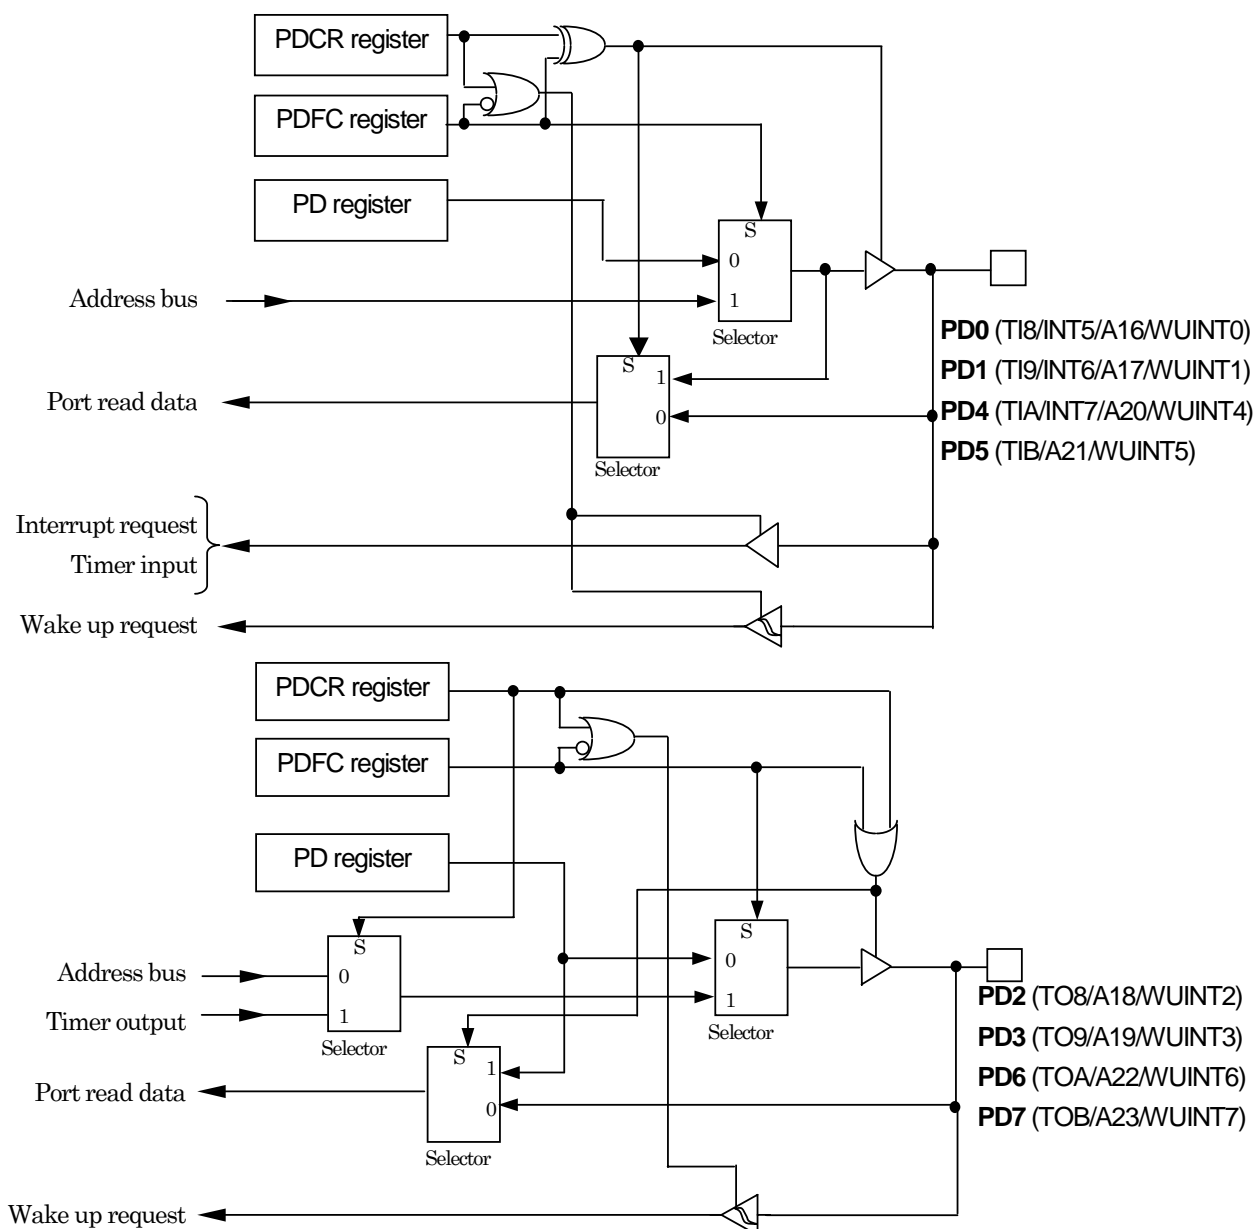 PDCR register
PDFC register
PD register
S
0
Address bus
1
Selector
PD0 (TI8/INT5/A16/WUINT0)
S
1
PD1 (TI9/INT6/A17/WUINT1)
Port read data
0
PD4 (TIA/INT7/A20/WUINT4)
Selector
PD5 (TIB/A21/WUINT5)
Interrupt request
Timer input
Wake up request
PDCR register
PDFC register
PD register
S
S
Address bus
0
0
1
Timer output
1
Selector
Selector
PD2 (TO8/A18/WUINT2)
S
1
PD3 (TO9/A19/WUINT3)
Port read data
0
PD6 (TOA/A22/WUINT6)
Selector
PD7 (TOB/A23/WUINT7)
Wake up request